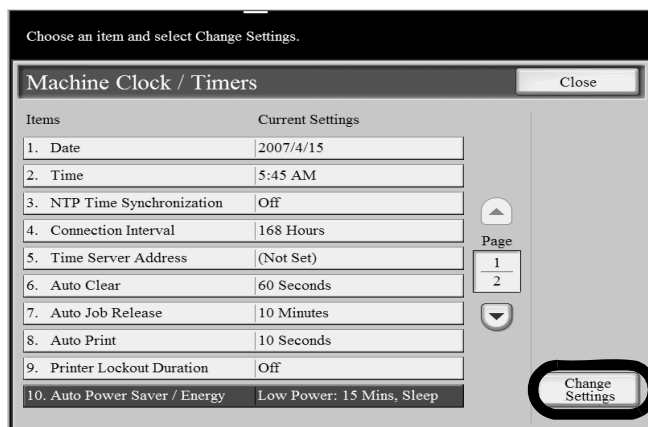 Choose an item and select Change Settings.
Machine Clock / Timers
Close
Items Current Settings
1. Date 2007/4/15
2. Time 5:45 AM
3. NTP Time Synchronization Off
4. Connection Interval 168 Hours
5. Time Server Address (Not Set)
6. Auto Clear 60 Seconds
7. Auto Job Release 10 Minutes
8. Auto Print 10 Seconds
9. Printer Lockout Duration Off
10. Auto Power Saver / Energy Low Power: 15 Mins, Sleep
Page
1
2
Change
Settings